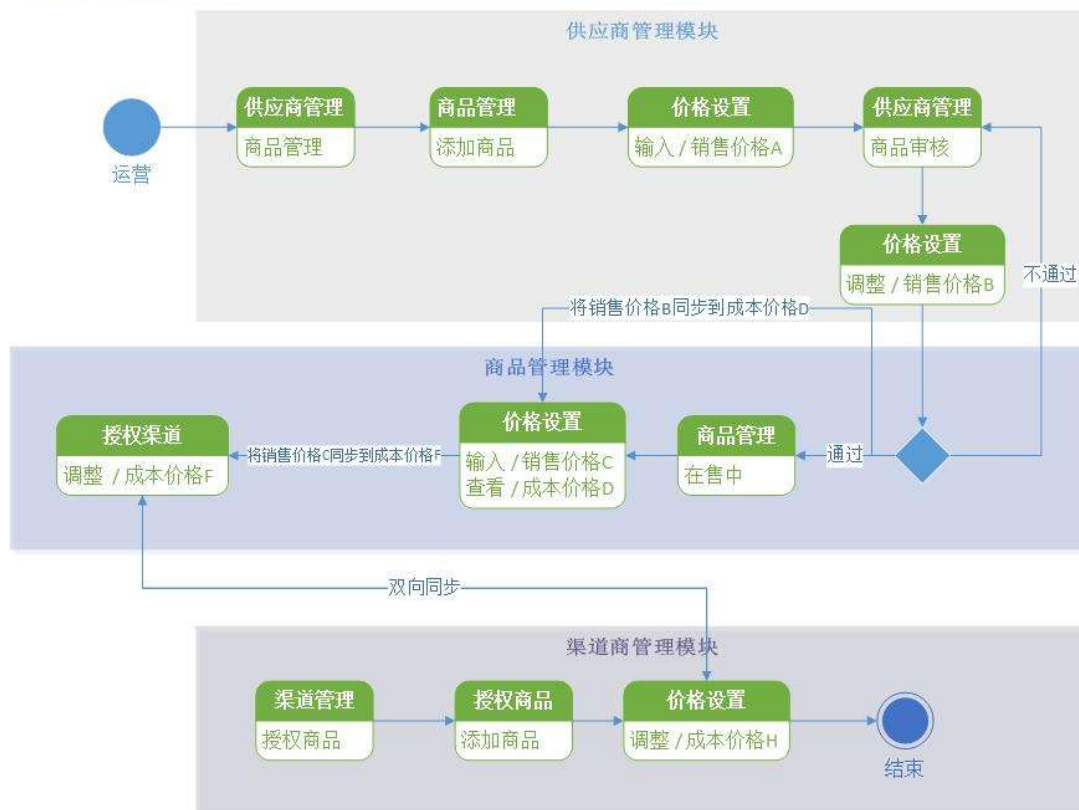 供应商管理模块
供应商管理
商品管理
商品管理
添加商品
价格设置
输入 / 销售价格A
供应商管理
商品审核
运营
价格设置
调整 / 销售价格B
不通过
将销售价格B同步到成本价格D
商品管理模块
授权渠道
调整 / 成本价格F
将销售价格C同步到成本价格F
价格设置
输入 / 销售价格C
查看 / 成本价格D
商品管理
在售中
通过
双向同步
渠道商管理模块
渠道管理
授权商品
授权商品
添加商品
价格设置
调整 / 成本价格H
结束